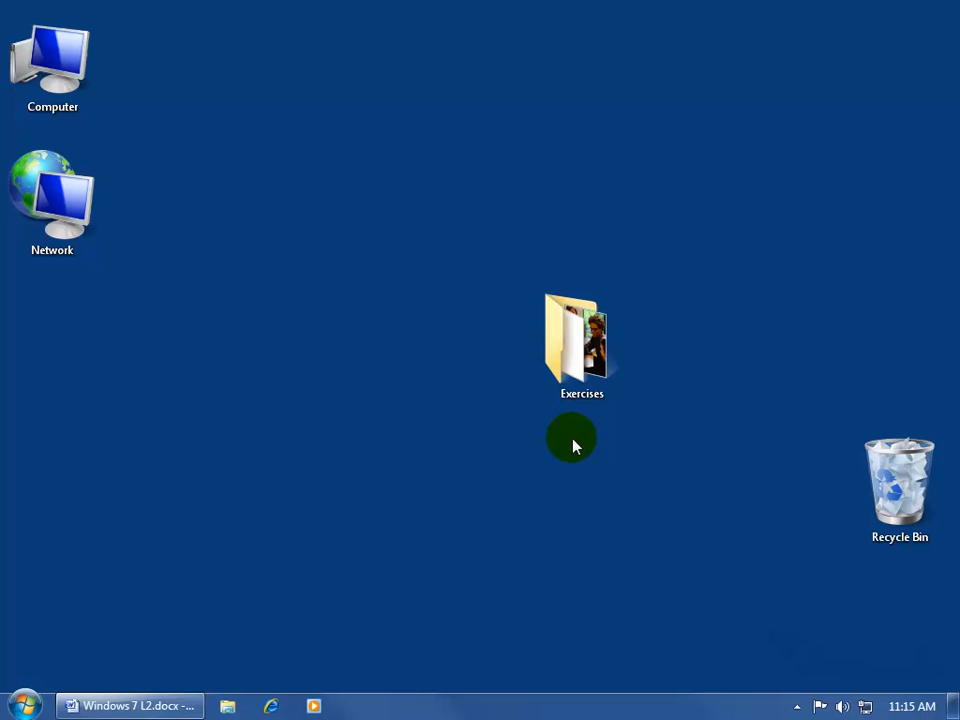 Computer
Network
Exercises
Recycle Bin
Windows 7 L2.docx -...
11:15 AM